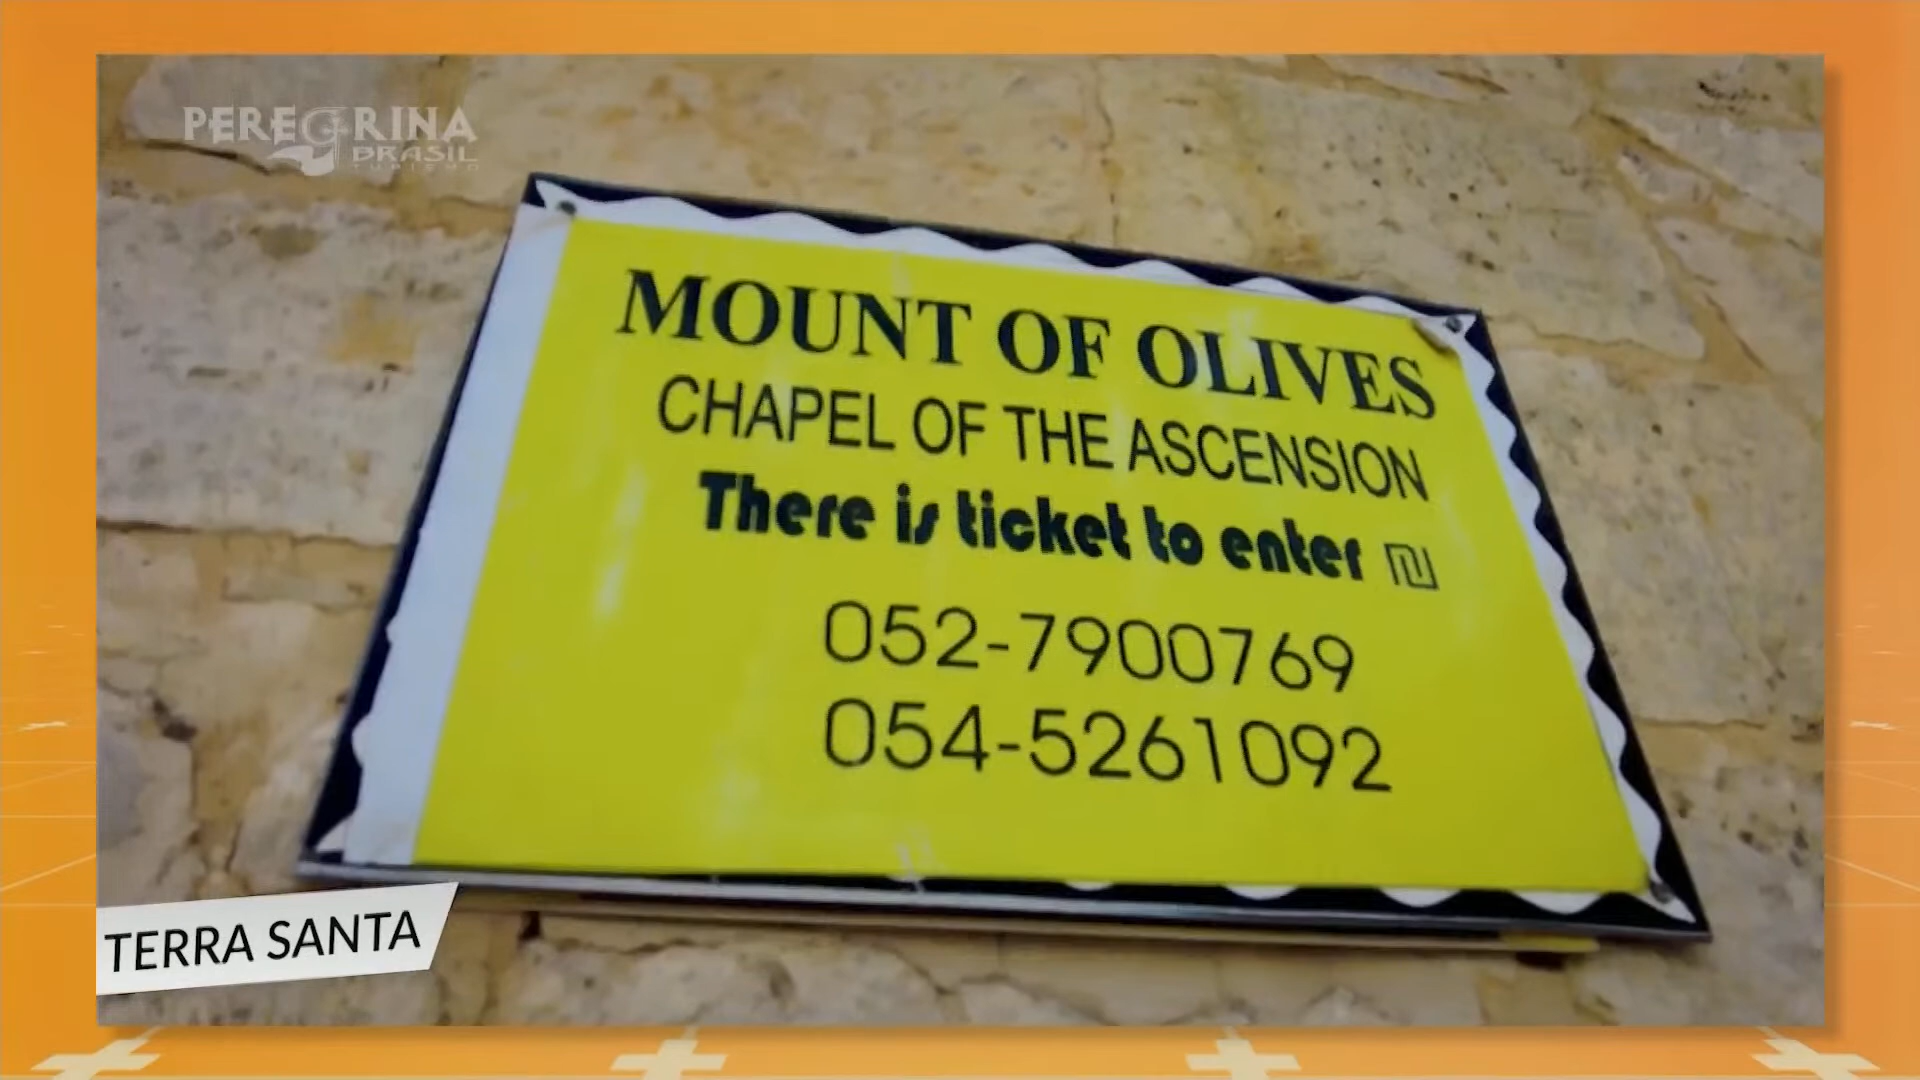 PEREGRINA
BRASIL
TURISMO
MOUNT OF OLIVES
CHAPEL OF THE ASCENSION
There is ticket to enter ₪
052-7900769
054-5261092
TERRA SANTA